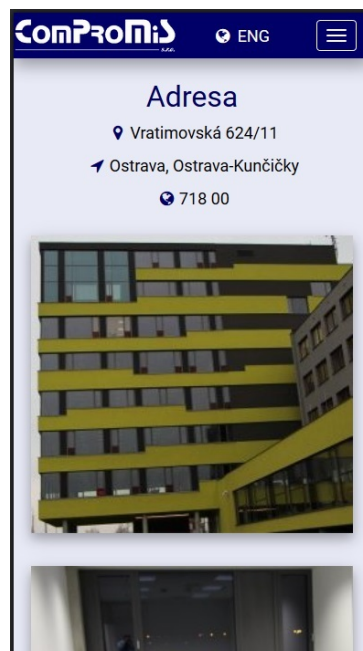 ComProMiS
s.r.o.
ENG
Adresa
Vratimovská 624/11
Ostrava, Ostrava-Kunčičky
718 00